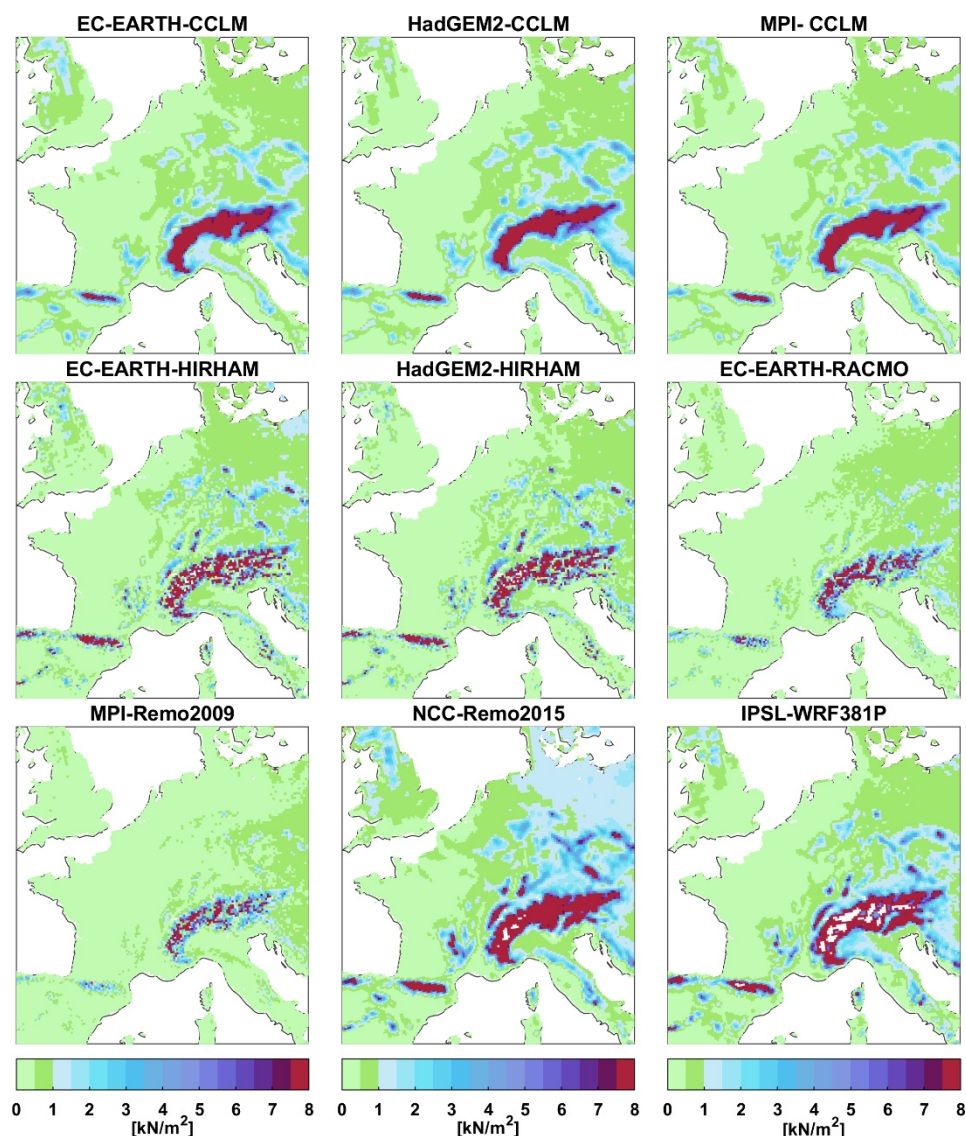 EC-EARTH-CCLM HadGEM2-CCLM MPI- CCLM
EC-EARTH-HIRHAM HadGEM2-HIRHAM EC-EARTH-RACMO
MPI-Remo2009 NCC-Remo2015 IPSL-WRF381P
0 1 2 3 4 5 6 7 8 0 1 2 3 4 5 6 7 8 0 1 2 3 4 5 6 7 8
[kN/m²] [kN/m²] [kN/m²]